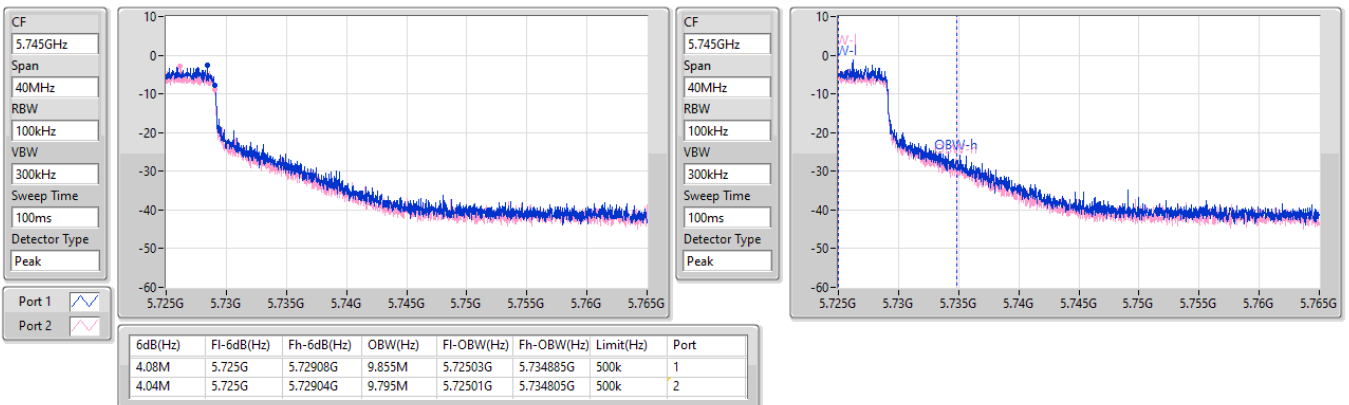 CF
5.745GHz
Span
40MHz
RBW
100kHz
VBW
300kHz
Sweep Time
100ms
Detector Type
Peak
Port 1
Port 2
10-
0-
-10-
-20-
-30-
-40-
-50-
-60-
5.725G 5.73G 5.735G 5.74G 5.745G 5.75G 5.755G 5.76G 5.765G
CF
5.745GHz
Span
40MHz
RBW
100kHz
VBW
300kHz
Sweep Time
100ms
Detector Type
Peak
10-
0-
-10-
-20-
-30-
-40-
-50-
-60-
W-l
W-l
OBW-h
5.725G 5.73G 5.735G 5.74G 5.745G 5.75G 5.755G 5.76G 5.765G
6dB(Hz) Fl-6dB(Hz) Fh-6dB(Hz) OBW(Hz) Fl-OBW(Hz) Fh-OBW(Hz) Limit(Hz) Port
4.08M 5.725G 5.72908G 9.855M 5.72503G 5.734885G 500k 1
4.04M 5.725G 5.72904G 9.795M 5.72501G 5.734805G 500k 2